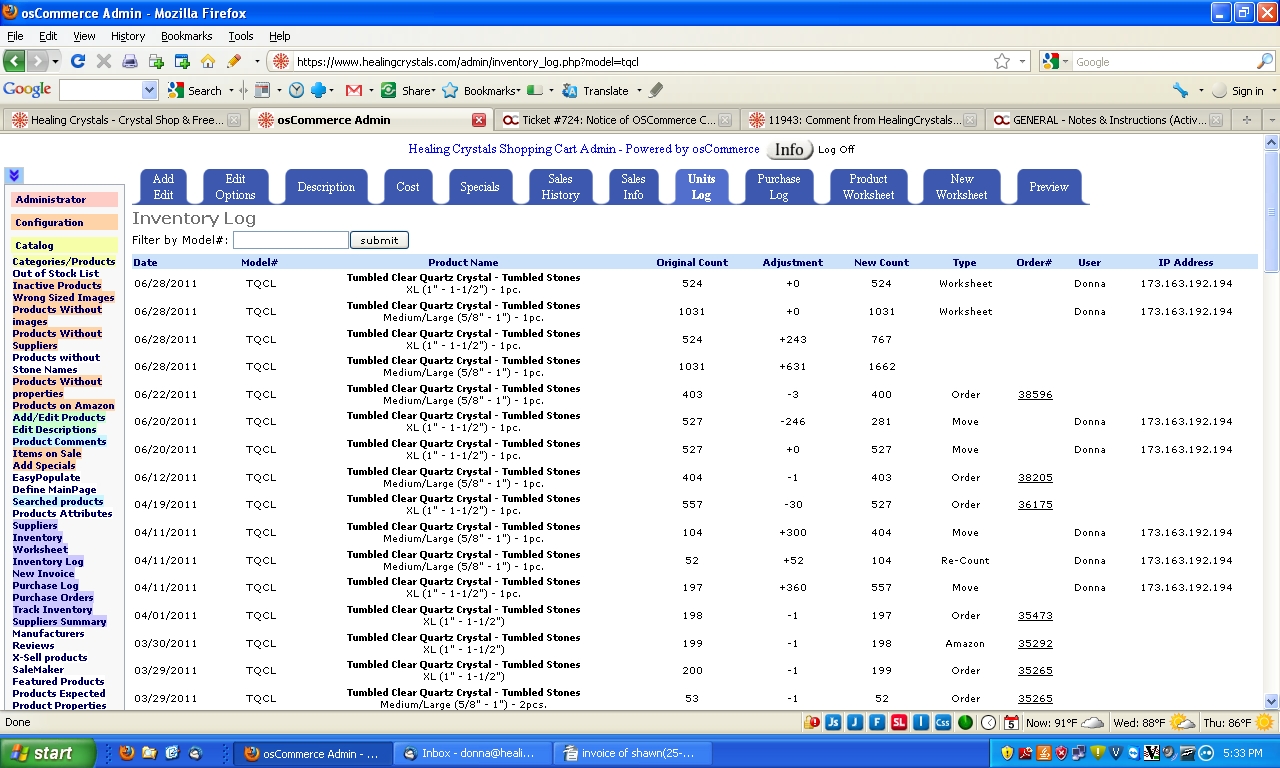 osCommerce Admin - Mozilla Firefox
File Edit View History Bookmarks Tools Help
https://www.healingcrystals.com/admin/inventory_log.php?model=tqcl
Google
Google Search Share Bookmarks Translate Sign in
Healing Crystals - Crystal Shop & Free... osCommerce Admin Ticket #724: Notice of OSCommerce C... 11943: Comment from HealingCrystals... GENERAL - Notes & Instructions (Activ...
Healing Crystals Shopping Cart Admin - Powered by osCommerce Info Log Off
Add Edit
Edit Options
Description
Cost
Specials
Sales History
Sales Info
Units Log
Purchase Log
Product Worksheet
New Worksheet
Preview
Administrator
Configuration
Catalog
Categories/Products
Out of Stock List
Inactive Products
Wrong Sized Images
Products Without
images
Products Without
Suppliers
Products without
Stone Names
Products Without
properties
Products on Amazon
Add/Edit Products
Edit Descriptions
Product Comments
Items on Sale
Add Specials
EasyPopulate
Define MainPage
Searched products
Products Attributes
Suppliers
Inventory
Worksheet
Inventory Log
New Invoice
Purchase Log
Purchase Orders
Track Inventory
Suppliers Summary
Manufacturers
Reviews
X-Sell products
SaleMaker
Featured Products
Products Expected
Product Properties
Inventory Log
Filter by Model#: submit
Date Model# Product Name Original Count Adjustment New Count Type Order# User IP Address
06/28/2011 TQCL Tumbled Clear Quartz Crystal - Tumbled Stones 524 +0 524 Worksheet Donna 173.163.192.194
XL (1" - 1-1/2") - 1pc.
06/28/2011 TQCL Tumbled Clear Quartz Crystal - Tumbled Stones 1031 +0 1031 Worksheet Donna 173.163.192.194
Medium/Large (5/8" - 1") - 1pc.
06/28/2011 TQCL Tumbled Clear Quartz Crystal - Tumbled Stones 524 +243 767
XL (1" - 1-1/2") - 1pc.
06/28/2011 TQCL Tumbled Clear Quartz Crystal - Tumbled Stones 1031 +631 1662
Medium/Large (5/8" - 1") - 1pc.
06/22/2011 TQCL Tumbled Clear Quartz Crystal - Tumbled Stones 403 -3 400 Order 38596
Medium/Large (5/8" - 1") - 1pc.
06/20/2011 TQCL Tumbled Clear Quartz Crystal - Tumbled Stones 527 -246 281 Move Donna 173.163.192.194
XL (1" - 1-1/2") - 1pc.
06/20/2011 TQCL Tumbled Clear Quartz Crystal - Tumbled Stones 527 +0 527 Move Donna 173.163.192.194
XL (1" - 1-1/2") - 1pc.
06/12/2011 TQCL Tumbled Clear Quartz Crystal - Tumbled Stones 404 -1 403 Order 38205
Medium/Large (5/8" - 1") - 1pc.
04/19/2011 TQCL Tumbled Clear Quartz Crystal - Tumbled Stones 557 -30 527 Order 36175
XL (1" - 1-1/2") - 1pc.
04/11/2011 TQCL Tumbled Clear Quartz Crystal - Tumbled Stones 104 +300 404 Move Donna 173.163.192.194
Medium/Large (5/8" - 1") - 1pc.
04/11/2011 TQCL Tumbled Clear Quartz Crystal - Tumbled Stones 52 +52 104 Re-Count Donna 173.163.192.194
Medium/Large (5/8" - 1") - 1pc.
04/11/2011 TQCL Tumbled Clear Quartz Crystal - Tumbled Stones 197 +360 557 Move Donna 173.163.192.194
XL (1" - 1-1/2") - 1pc.
04/01/2011 TQCL Tumbled Clear Quartz Crystal - Tumbled Stones 198 -1 197 Order 35473
XL (1" - 1-1/2")
03/30/2011 TQCL Tumbled Clear Quartz Crystal - Tumbled Stones 199 -1 198 Amazon 35292
XL (1" - 1-1/2")
03/29/2011 TQCL Tumbled Clear Quartz Crystal - Tumbled Stones 200 -1 199 Order 35265
XL (1" - 1-1/2")
03/29/2011 TQCL Tumbled Clear Quartz Crystal - Tumbled Stones 53 -1 52 Order 35265
Medium/Large (5/8" - 1") - 2pcs.
Done Js J F SL I Css 5 Now: 91°F Wed: 88°F Thu: 86°F
start osCommerce Admin - ... Inbox - donna@heali... invoice of shawn(25-... 5:33 PM